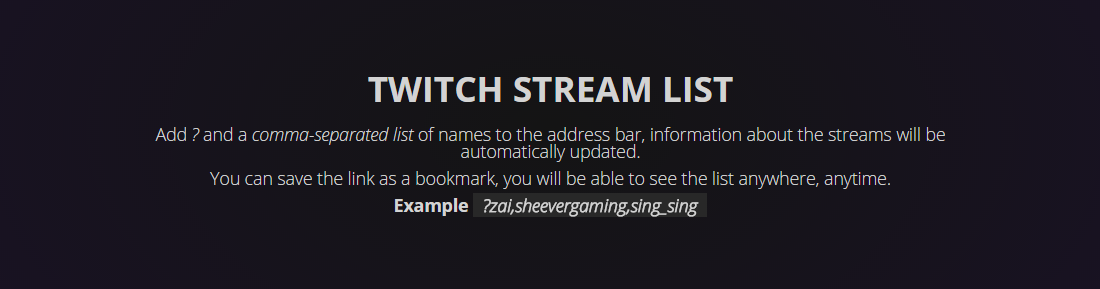 TWITCH STREAM LIST
Add ? and a comma-separated list of names to the address bar, information about the streams will be
automatically updated.
You can save the link as a bookmark, you will be able to see the list anywhere, anytime.
Example ?zai,sheevergaming,sing_sing